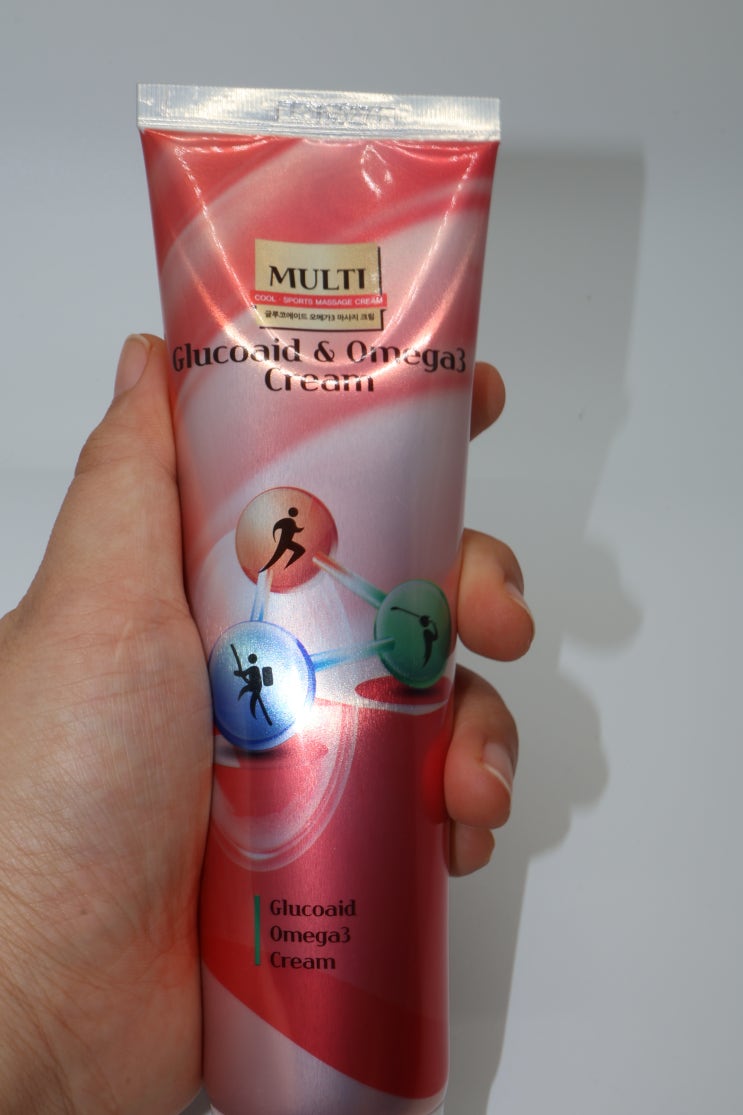 MULTI
COOL · SPORTS MASSAGE CREAM
글루코에이드 오메가3 마사지 크림
Glucoaid & Omega3
Cream
Glucoaid
Omega3
Cream